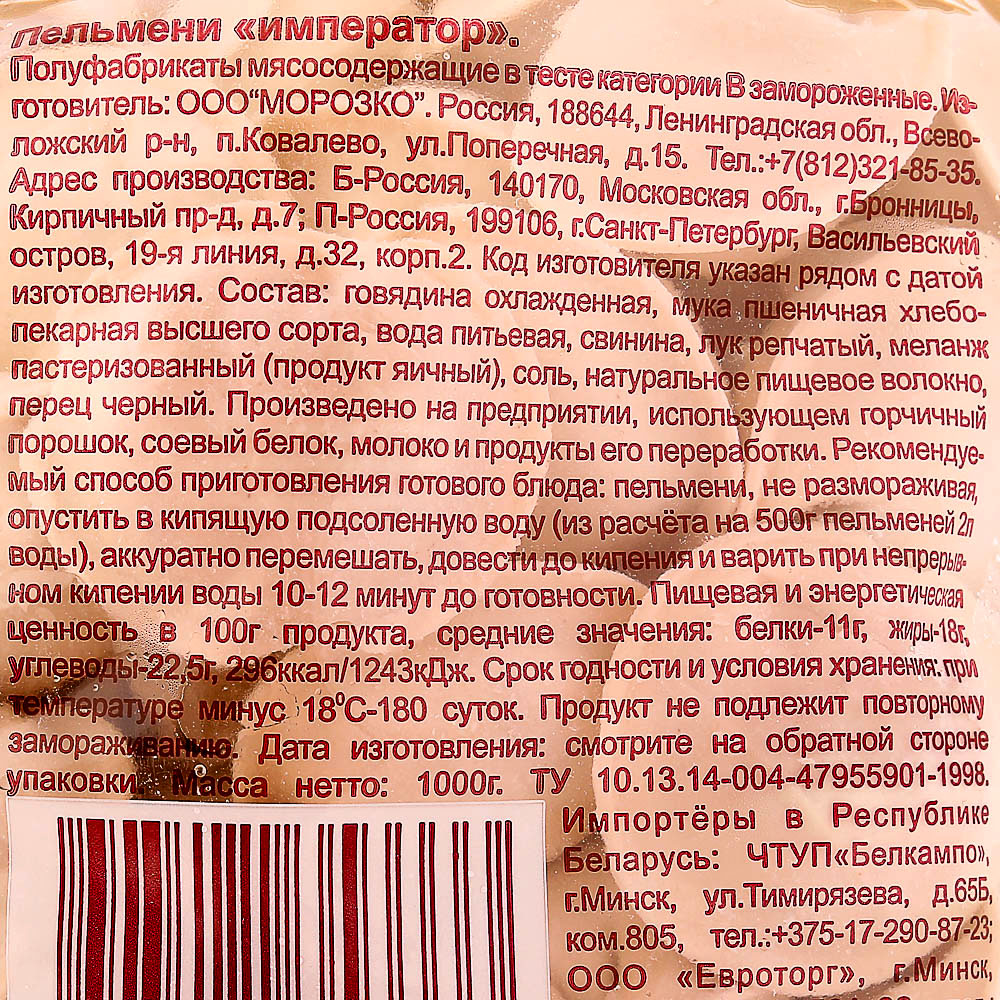 пельмени «император».
Полуфабрикаты мясосодержащие в тесте категории В замороженные. Из-
готовитель: ООО“МОРОЗКО”. Россия, 188644, Ленинградская обл., Всево-
ложский р-н, п.Ковалево, ул.Поперечная, д.15. Тел.:+7(812)321-85-35.
Адрес производства: Б-Россия, 140170, Московская обл., г.Бронницы,
Кирпичный пр-д, д.7; П-Россия, 199106, г.Санкт-Петербург, Васильевский
остров, 19-я линия, д.32, корп.2. Код изготовителя указан рядом с датой
изготовления. Состав: говядина охлажденная, мука пшеничная хлебо-
пекарная высшего сорта, вода питьевая, свинина, лук репчатый, меланж
пастеризованный (продукт яичный), соль, натуральное пищевое волокно,
перец черный. Произведено на предприятии, использующем горчичный
порошок, соевый белок, молоко и продукты его переработки. Рекомендуе-
мый способ приготовления готового блюда: пельмени, не размораживая,
опустить в кипящую подсоленную воду (из расчёта на 500г пельменей 2л
воды), аккуратно перемешать, довести до кипения и варить при непрерыв-
ном кипении воды 10-12 минут до готовности. Пищевая и энергетическая
ценность в 100г продукта, средние значения: белки-11г, жиры-18г,
углеводы-22,5г, 296ккал/1243кДж. Срок годности и условия хранения: при
температуре минус 18⁰С-180 суток. Продукт не подлежит повторному
замораживанию. Дата изготовления: смотрите на обратной стороне
упаковки. Масса нетто: 1000г. ТУ 10.13.14-004-47955901-1998.
Импортёры в Республике
Беларусь: ЧТУП«Белкампо»,
г.Минск, ул.Тимирязева, д.65Б,
ком.805, тел.:+375-17-290-87-23;
ООО «Евроторг», г.Минск,